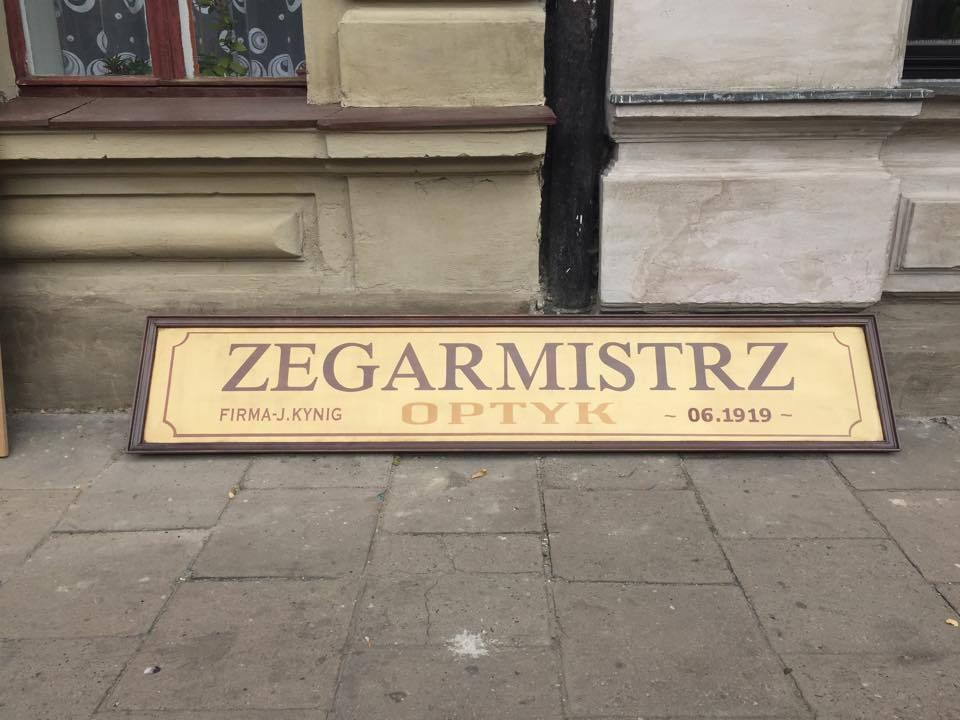 ZEGARMISTRZ
FIRMA-J.KYNIG OPTYK ~ 06.1919 ~